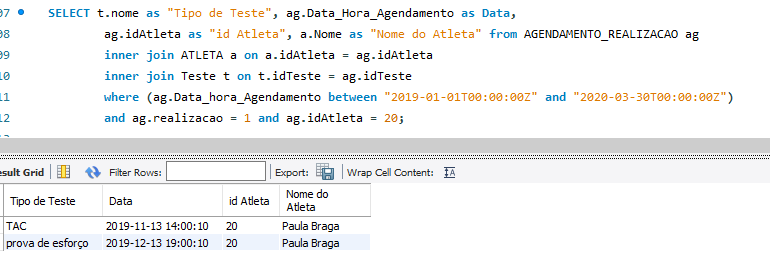 07 SELECT t.nome as "Tipo de Teste", ag.Data_Hora_Agendamento as Data,
08 ag.idAtleta as "id Atleta", a.Nome as "Nome do Atleta" from AGENDAMENTO_REALIZACAO ag
09 inner join ATLETA a on a.idAtleta = ag.idAtleta
10 inner join Teste t on t.idTeste = ag.idTeste
11 where (ag.Data_hora_Agendamento between "2019-01-01T00:00:00Z" and "2020-03-30T00:00:00Z")
12 and ag.realizacao = 1 and ag.idAtleta = 20;
esult Grid Filter Rows: Export: Wrap Cell Content:
Tipo de Teste Data id Atleta Nome do
Atleta
TAC 2019-11-13 14:00:10 20 Paula Braga
prova de esforço 2019-12-13 19:00:10 20 Paula Braga